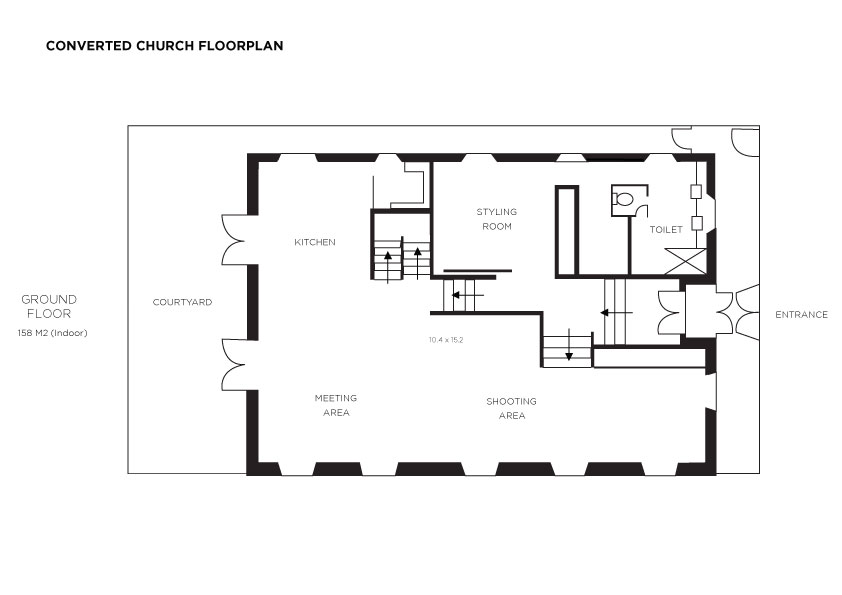 CONVERTED CHURCH FLOORPLAN
STYLING
ROOM
TOILET
KITCHEN
GROUND
FLOOR
158 M2 (Indoor)
COURTYARD
ENTRANCE
10.4 x 15.2
MEETING
AREA
SHOOTING
AREA